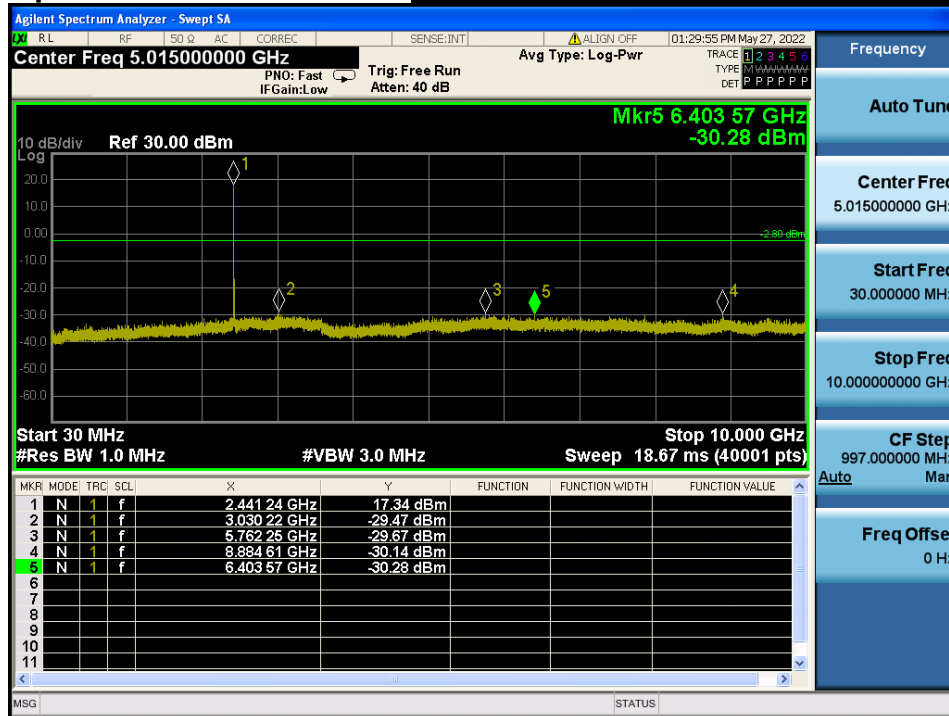 Agilent Spectrum Analyzer - Swept SA
LXI RL RF 50 Ω AC CORREC SENSE:INT ALIGN OFF 01:29:55 PM May 27, 2022
Center Freq 5.015000000 GHz
PNO: Fast
IFGain:Low
Trig: Free Run
Atten: 40 dB
Avg Type: Log-Pwr
TRACE 1 2 3 4 5 6
TYPE M
DET P P P P P P
Mkr5 6.403 57 GHz
-30.28 dBm
10 dB/div Ref 30.00 dBm
Log
20.0
10.0
0.00
-10.0
-20.0
-30.0
-40.0
-50.0
-60.0
1
2
3
5
4
-2.80 dBm
Start 30 MHz Stop 10.000 GHz
#Res BW 1.0 MHz #VBW 3.0 MHz Sweep 18.67 ms (40001 pts)
MKR MODE TRC SCL X Y FUNCTION FUNCTION WIDTH FUNCTION VALUE
1 N 1 f 2.441 24 GHz 17.34 dBm
2 N 1 f 3.030 22 GHz -29.47 dBm
3 N 1 f 5.762 25 GHz -29.67 dBm
4 N 1 f 8.884 61 GHz -30.14 dBm
5 N 1 f 6.403 57 GHz -30.28 dBm
6
7
8
9
10
11
MSG STATUS
Frequency
Auto Tun
Center Fre
5.015000000 GH
Start Fre
30.000000 MH
Stop Fre
10.000000000 GH
CF Step
997.000000 MH
Auto Ma
Freq Offse
0 H